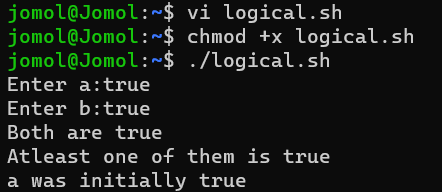 jomol@Jomol:~$ vi logical.sh
jomol@Jomol:~$ chmod +x logical.sh
jomol@Jomol:~$ ./logical.sh
Enter a:true
Enter b:true
Both are true
Atleast one of them is true
a was initially true